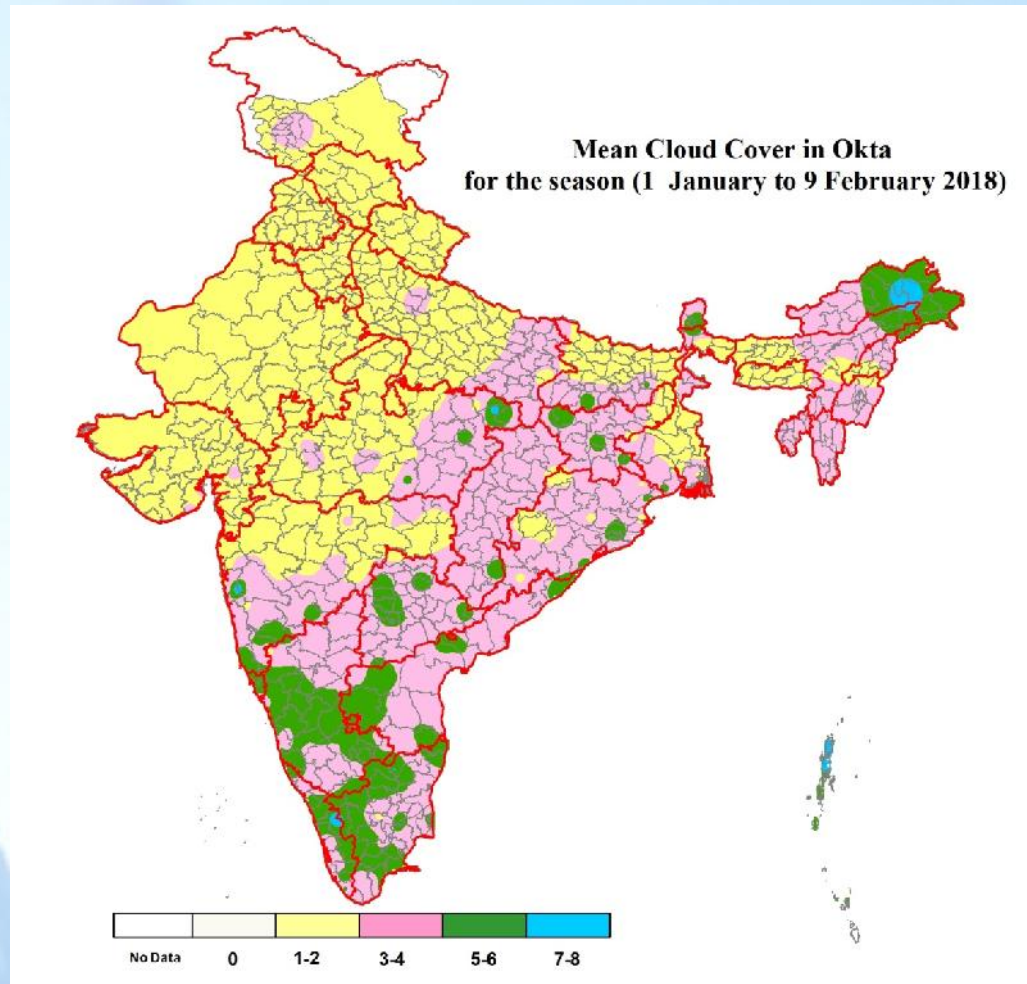 Mean Cloud Cover in Okta
for the season (1 January to 9 February 2018)
No Data 0 1-2 3-4 5-6 7-8